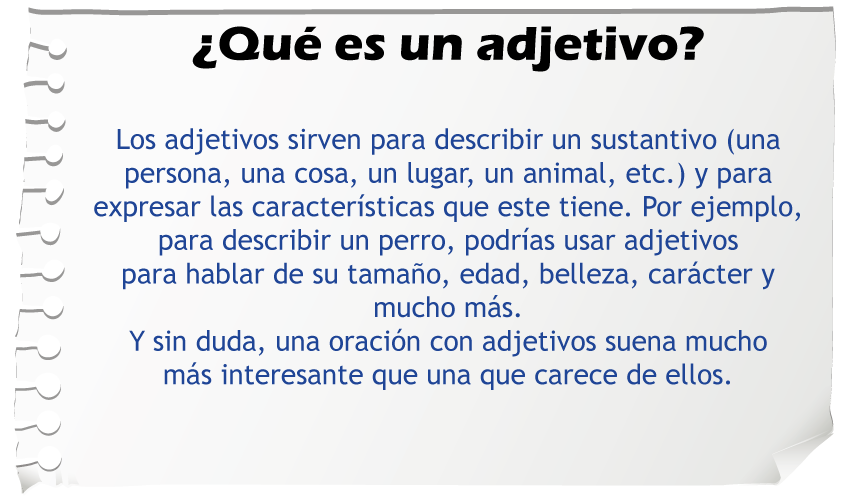 ¿Qué es un adjetivo?
Los adjetivos sirven para describir un sustantivo (una
persona, una cosa, un lugar, un animal, etc.) y para
expresar las características que este tiene. Por ejemplo,
para describir un perro, podrías usar adjetivos
para hablar de su tamaño, edad, belleza, carácter y
mucho más.
Y sin duda, una oración con adjetivos suena mucho
más interesante que una que carece de ellos.